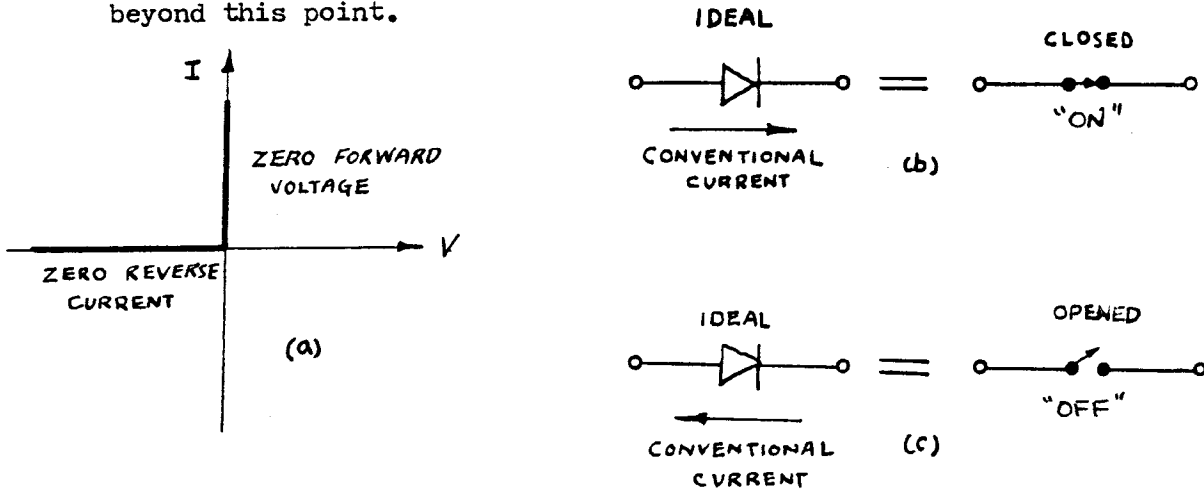 beyond this point.
I
ZERO FORWARD
VOLTAGE
V
ZERO REVERSE
CURRENT
(a)
IDEAL
CLOSED
"ON"
CONVENTIONAL
CURRENT
(b)
IDEAL
OPENED
"OFF"
CONVENTIONAL
CURRENT
(c)